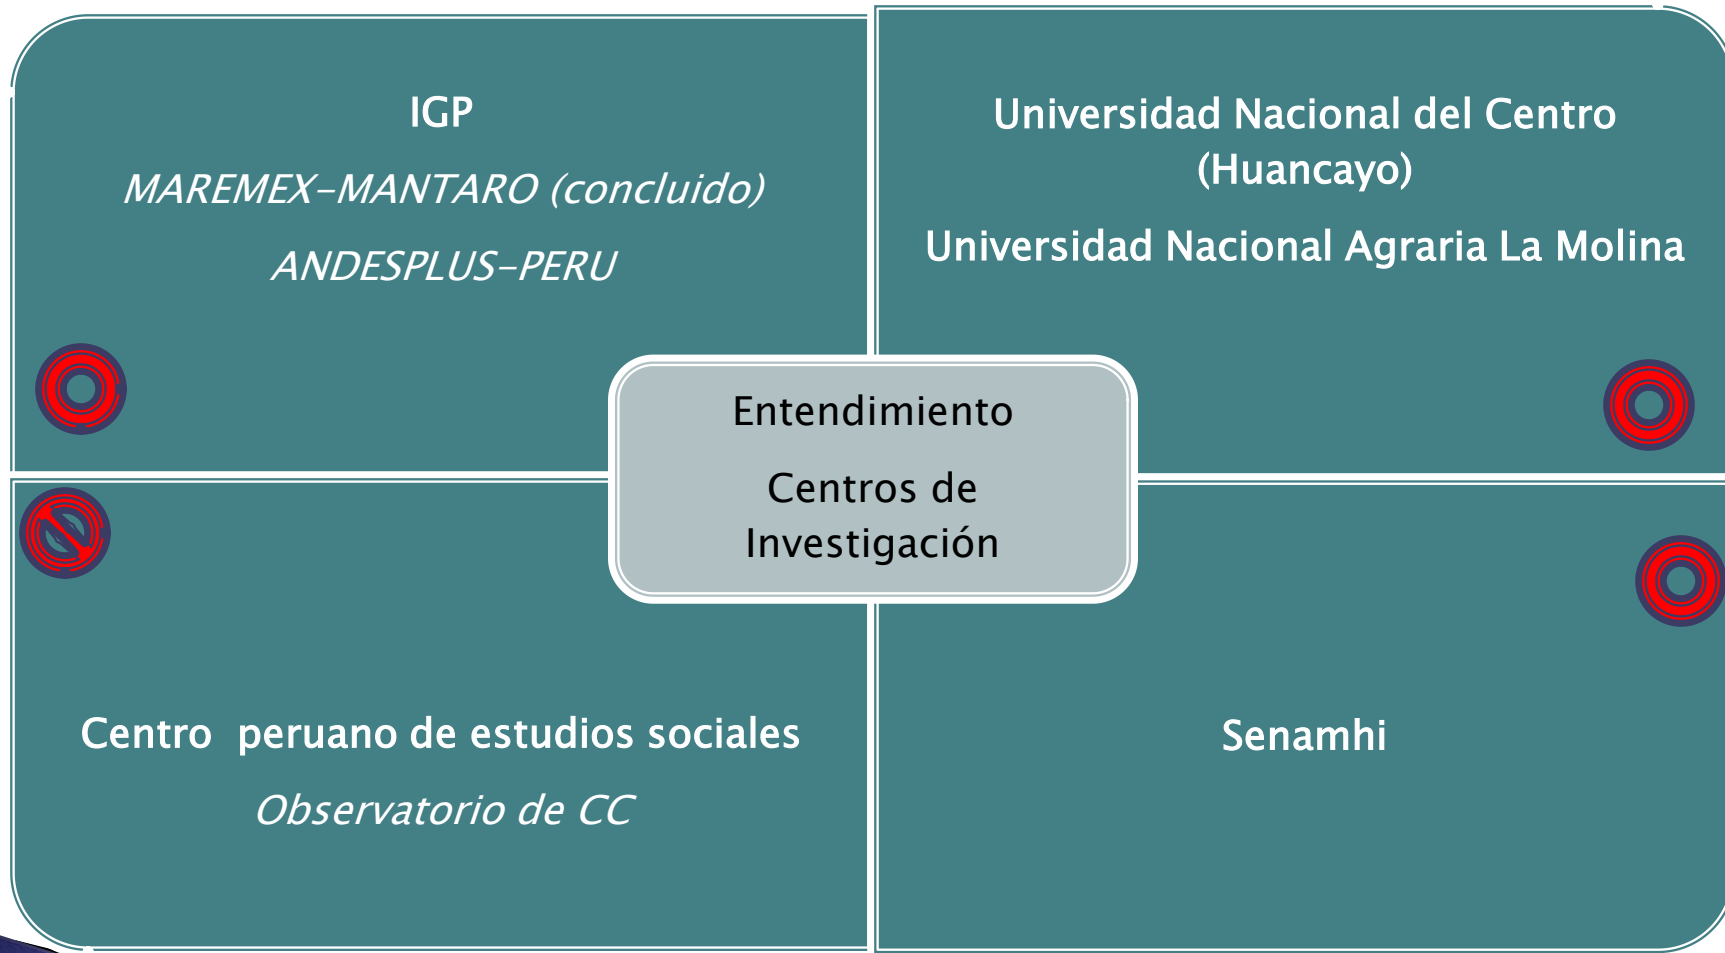 IGP
MAREMEX-MANTARO (concluido)
ANDESPLUS-PERU
Universidad Nacional del Centro
(Huancayo)
Universidad Nacional Agraria La Molina
Entendimiento
Centros de
Investigación
Centro peruano de estudios sociales
Observatorio de CC
Senamhi